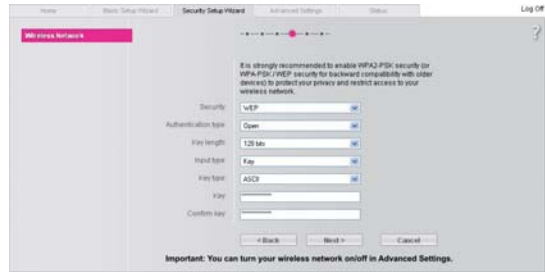 Home Basic Setup Wizard Security Setup Wizard Advanced Settings Status Log Off
Wireless Network
?
It is strongly recommended to enable WPA2-PSK security (or
WPA-PSK / WEP security for backward compatibility with older
devices) to protect your privacy and restrict access to your
wireless network.
Security WEP
Authentication type Open
Key length 128 bits
Input type Key
Key type ASCII
Key *************
Confirm key *************
< Back Next > Cancel
Important: You can turn your wireless network on/off in Advanced Settings.